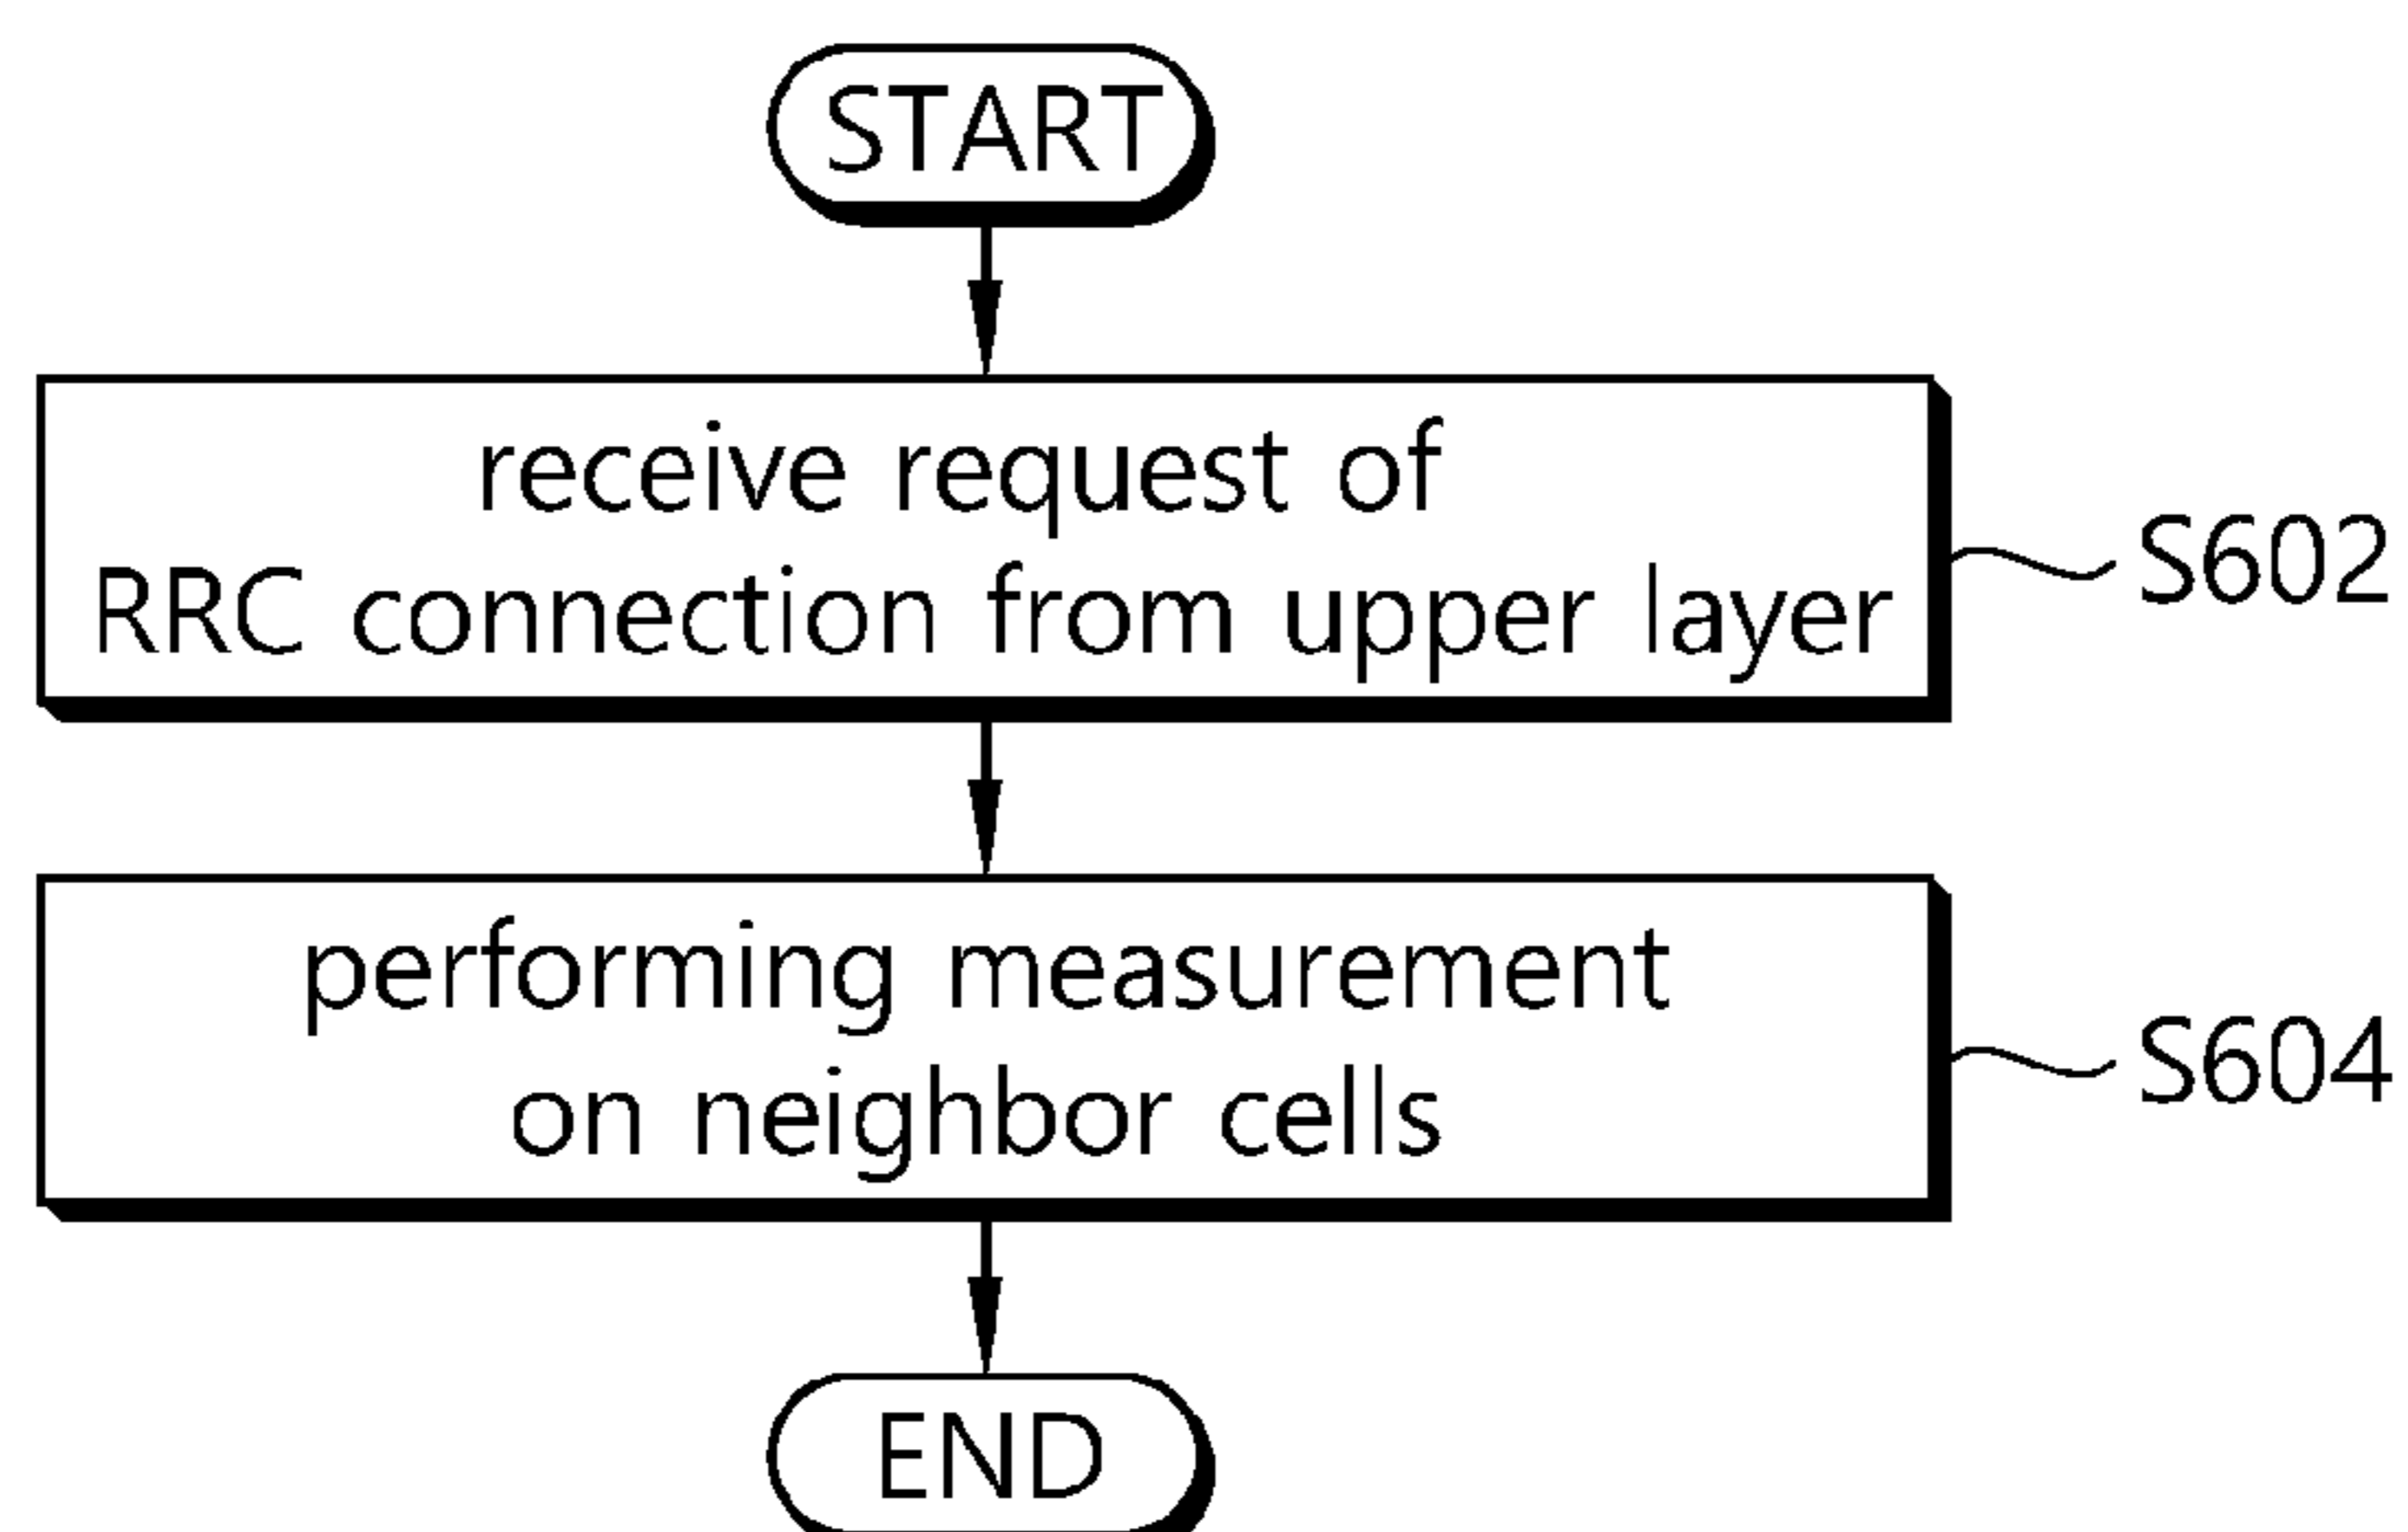 START
receive request of
RRC connection from upper layer
S602
performing measurement
on neighbor cells
S604
END